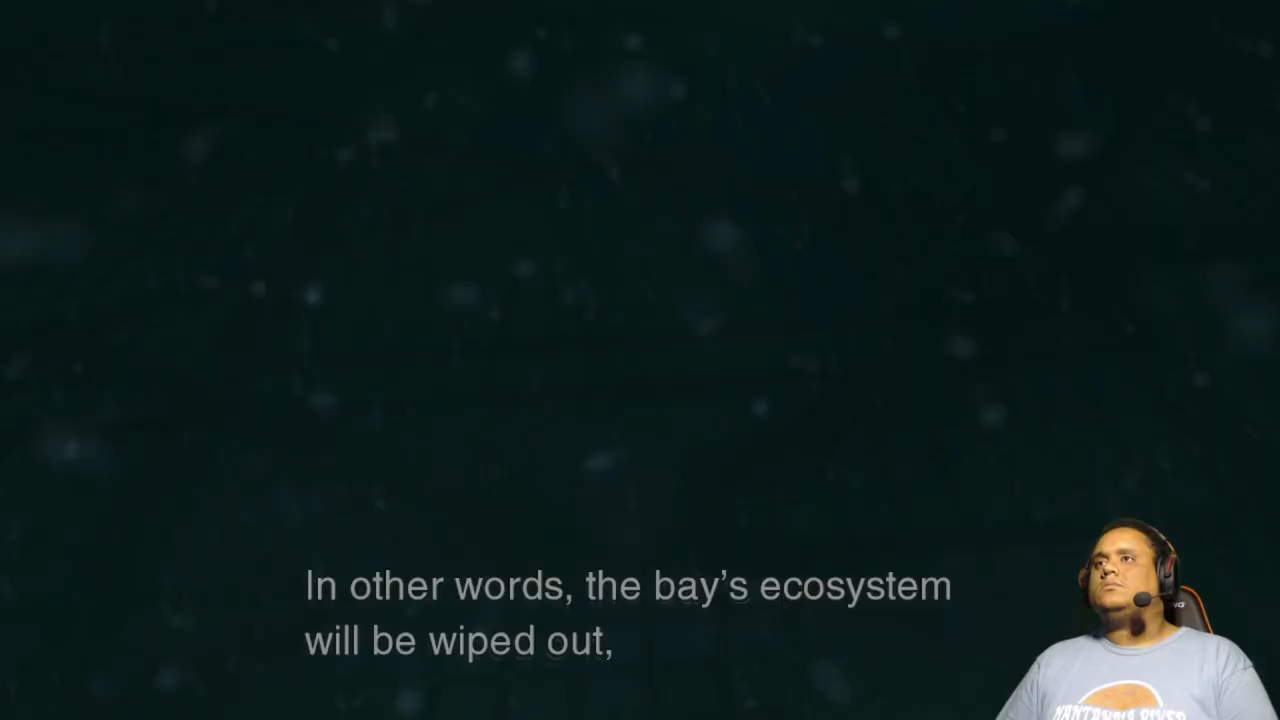 In other words, the bay’s ecosystem
will be wiped out,